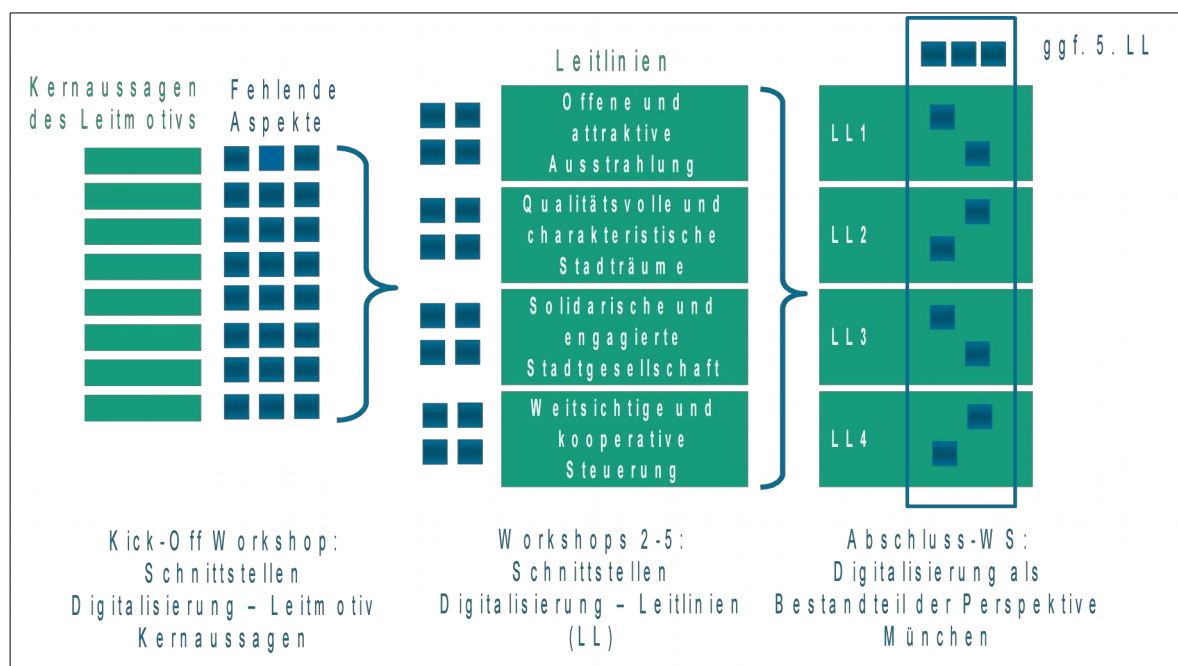 Kernaussagen
des Leitmotivs
Fehlende
Aspekte
Kick-Off Workshop:
Schnittstellen
Digitalisierung – Leitmotiv
Kernaussagen
Leitlinien
Offene und
attraktive
Ausstrahlung
Qualitätsvolle und
charakteristische
Stadträume
Solidarische und
engagierte
Stadtgesellschaft
Weitsichtige und
kooperative
Steuerung
Workshops 2-5:
Schnittstellen
Digitalisierung – Leitlinien
(LL)
ggf. 5. LL
LL1
LL2
LL3
LL4
Abschluss-WS:
Digitalisierung als
Bestandteil der Perspektive
München